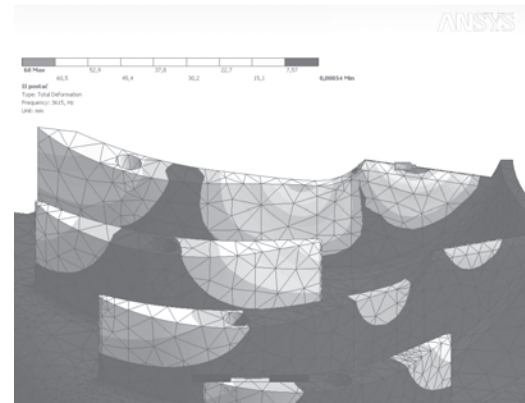 ANSYS
68 Max 52,9 37,8 22,7 7,57
60,5 45,4 30,2 15,1 0,00054 Min
II postać
Type: Total Deformation
Frequency: 3615, Hz
Unit: mm